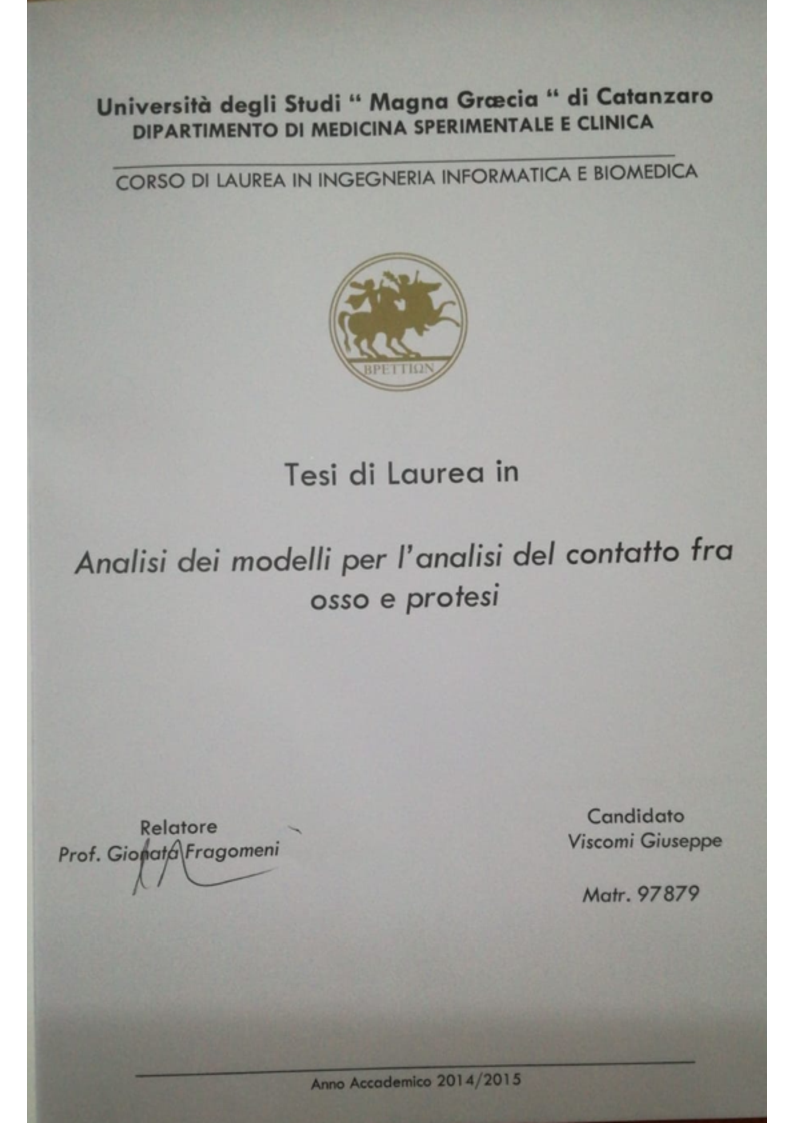 Università degli Studi “ Magna Græcia “ di Catanzaro
DIPARTIMENTO DI MEDICINA SPERIMENTALE E CLINICA
CORSO DI LAUREA IN INGEGNERIA INFORMATICA E BIOMEDICA
ΒΡΕΤΤΙΩΝ
Tesi di Laurea in
Analisi dei modelli per l’analisi del contatto fra
osso e protesi
Relatore
Prof. Gionata Fragomeni
Candidato
Viscomi Giuseppe
Matr. 97879
Anno Accademico 2014/2015